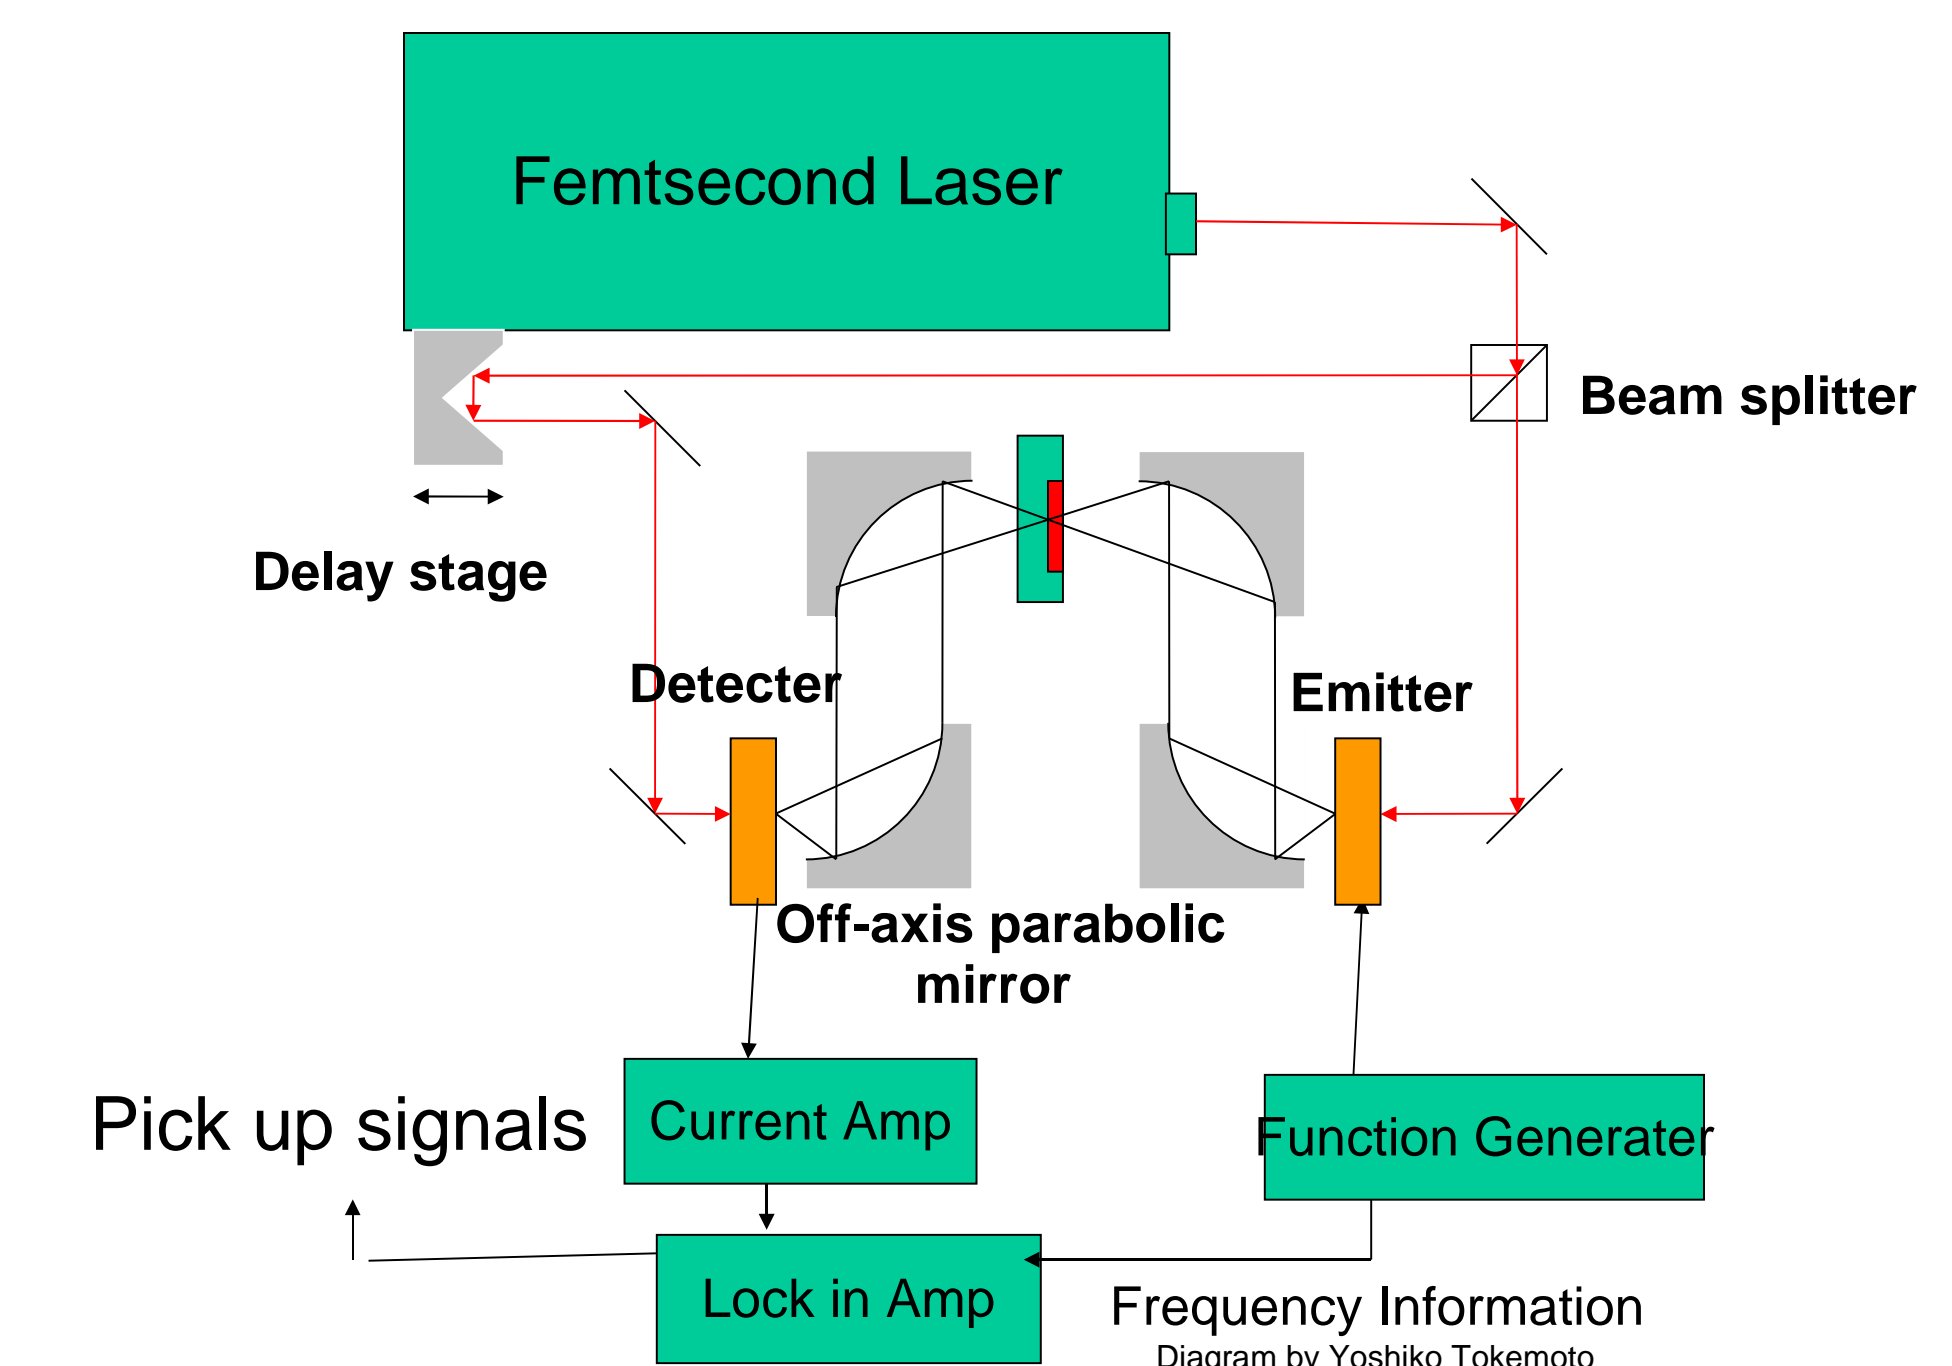 Femtsecond Laser
Beam splitter
Delay stage
Detecter
Emitter
Off-axis parabolic
mirror
Pick up signals
Current Amp
Function Generater
Lock in Amp
Frequency Information
Diagram by Yoshiko Tokemoto